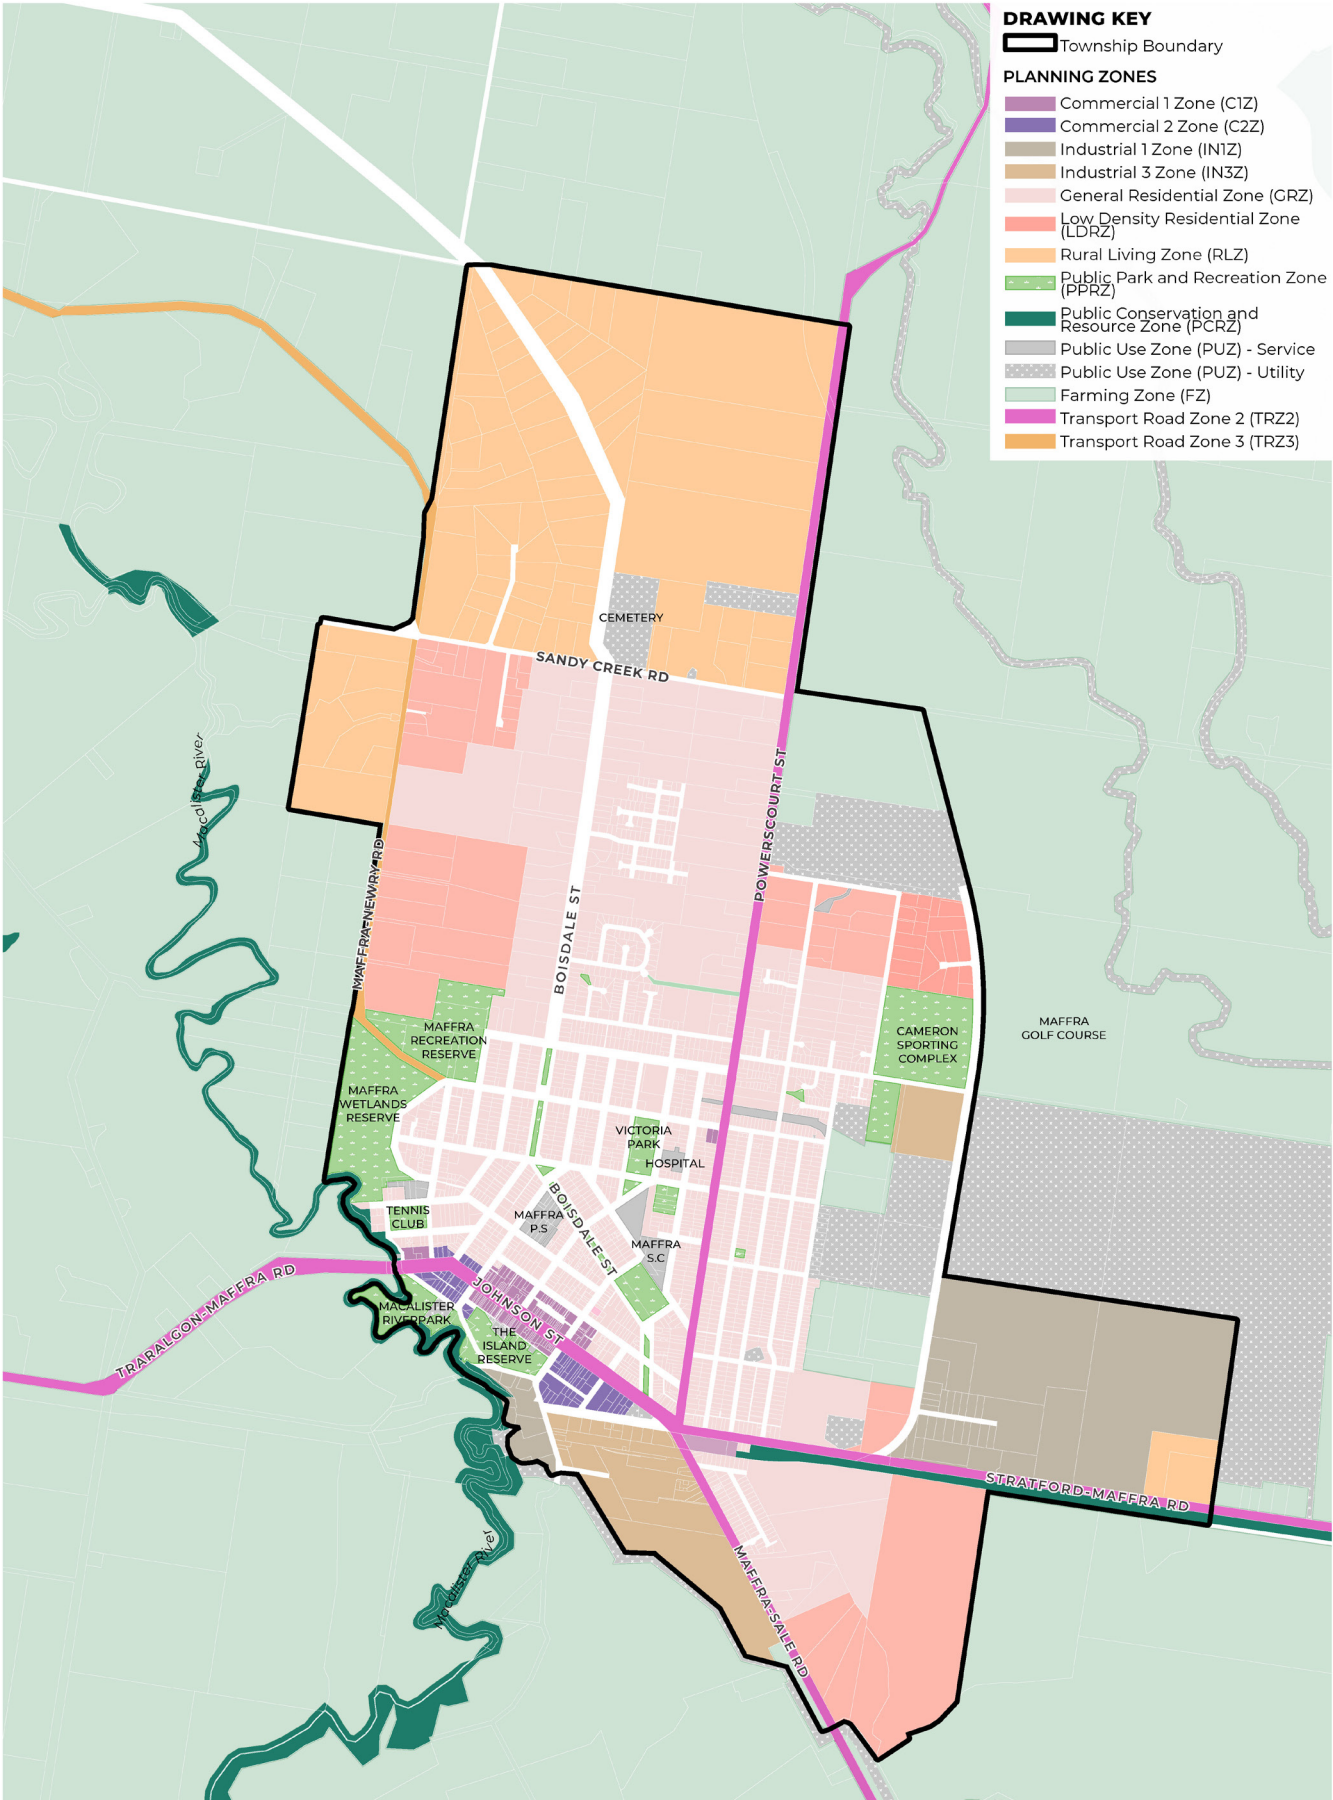 DRAWING KEY
Township Boundary
PLANNING ZONES
Commercial 1 Zone (C1Z)
Commercial 2 Zone (C2Z)
Industrial 1 Zone (IN1Z)
Industrial 3 Zone (IN3Z)
General Residential Zone (GRZ)
Low Density Residential Zone
(LDRZ)
Rural Living Zone (RLZ)
Public Park and Recreation Zone
(PPRZ)
Public Conservation and
Resource Zone (PCRZ)
Public Use Zone (PUZ) - Service
Public Use Zone (PUZ) - Utility
Farming Zone (FZ)
Transport Road Zone 2 (TRZ2)
Transport Road Zone 3 (TRZ3)
CEMETERY
SANDY CREEK RD
Macalister River
POWERSCOURT ST
MAFFRA-NEWRY RD
BOISDALE ST
MAFFRA
RECREATION
RESERVE
CAMERON
SPORTING
COMPLEX
MAFFRA
GOLF COURSE
MAFFRA
WETLANDS
RESERVE
VICTORIA
PARK
HOSPITAL
TENNIS
CLUB
MAFFRA
P.S
BOISDALE ST
MAFFRA
S.C
TRARALGON-MAFFRA RD
JOHNSON ST
MACALISTER
RIVERPARK
THE
ISLAND
RESERVE
STRATFORD-MAFFRA RD
MAFFRA-SALE RD
Macalister River